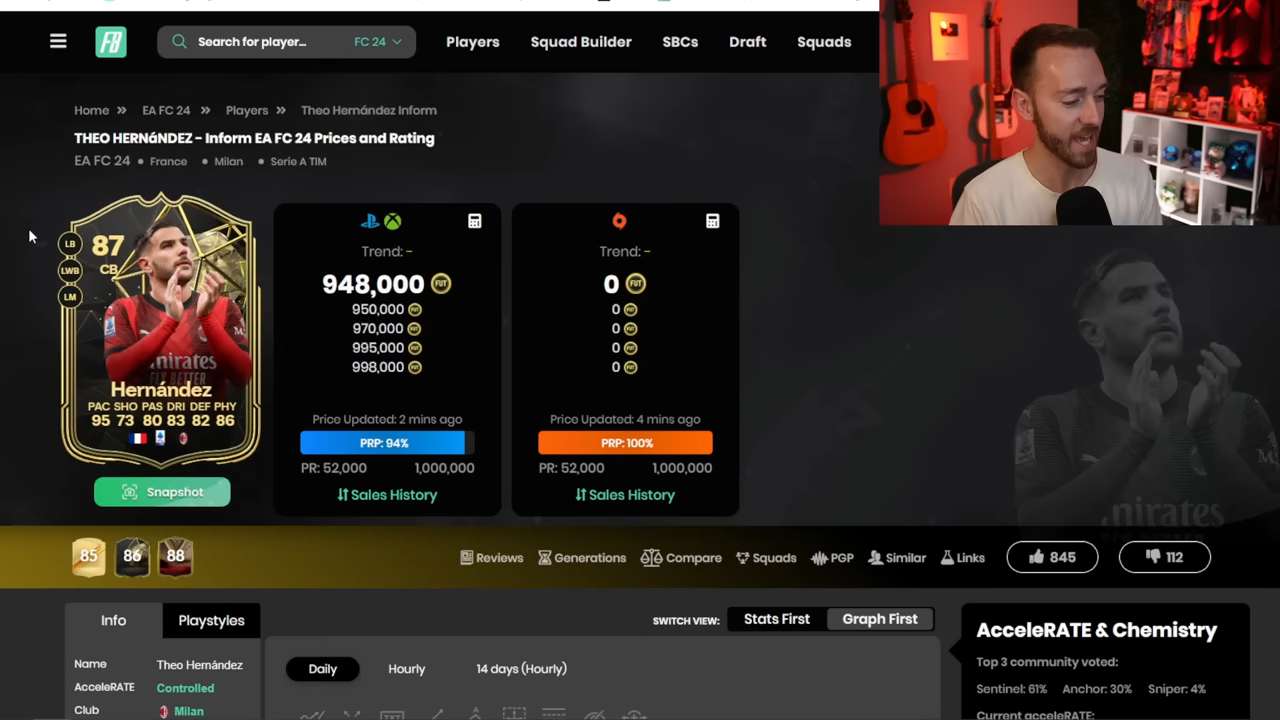 FB
Search for player...
FC 24
Players
Squad Builder
SBCs
Draft
Squads
Home » EA FC 24 » Players » Theo Hernández Inform
THEO HERNáNDEZ - Inform EA FC 24 Prices and Rating
EA FC 24 • France • Milan • Serie A TIM
LB
LWB
LM
87
CB
Emirates
FLY BETTER
Hernández
PAC SHO PAS DRI DEF PHY
95 73 80 83 82 86
Snapshot
Trend: -
948,000 FUT
950,000
970,000
995,000
998,000
Price Updated: 2 mins ago
PRP: 94%
PR: 52,000 1,000,000
Sales History
Trend: -
0 FUT
0
0
0
0
Price Updated: 4 mins ago
PRP: 100%
PR: 52,000 1,000,000
Sales History
85
86
88
Reviews
Generations
Compare
Squads
PGP
Similar
Links
845
112
Info
Playstyles
Name Theo Hernández
AcceleRATE Controlled
Club Milan
SWITCH VIEW:
Stats First
Graph First
Daily
Hourly
14 days (Hourly)
TXT
AcceleRATE & Chemistry
Top 3 community voted:
Sentinel: 61% Anchor: 30% Sniper: 4%
Current acceleRATE: